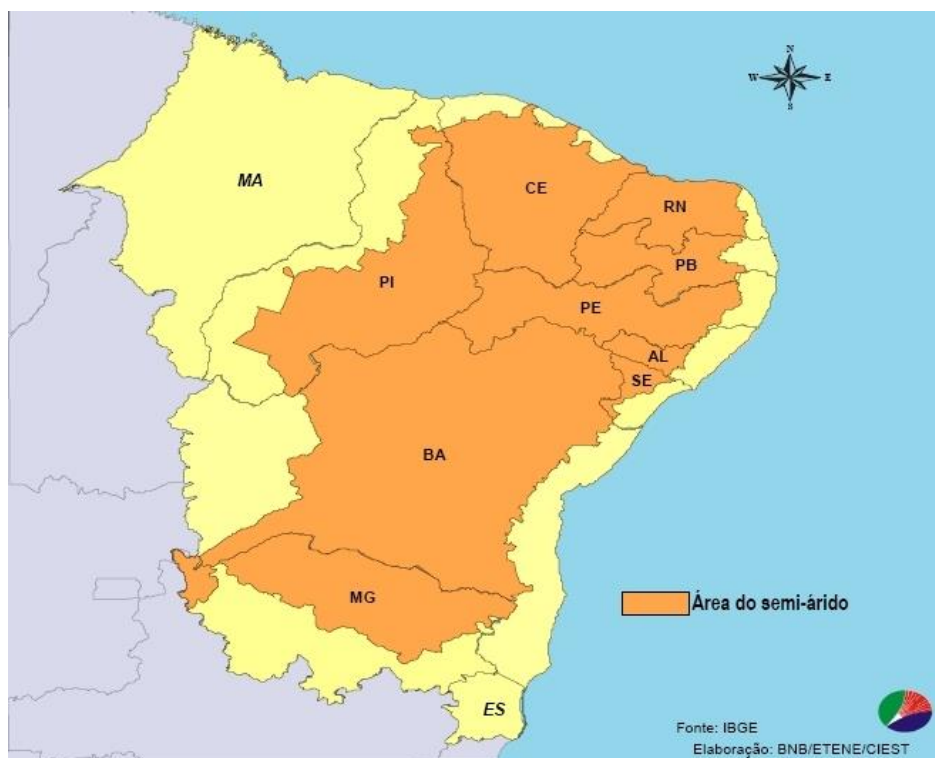 N
W E
S
MA
CE
RN
PB
PI
PE
AL
SE
BA
MG
Área do semi-árido
ES
Fonte: IBGE
Elaboração: BNB/ETENE/CIEST